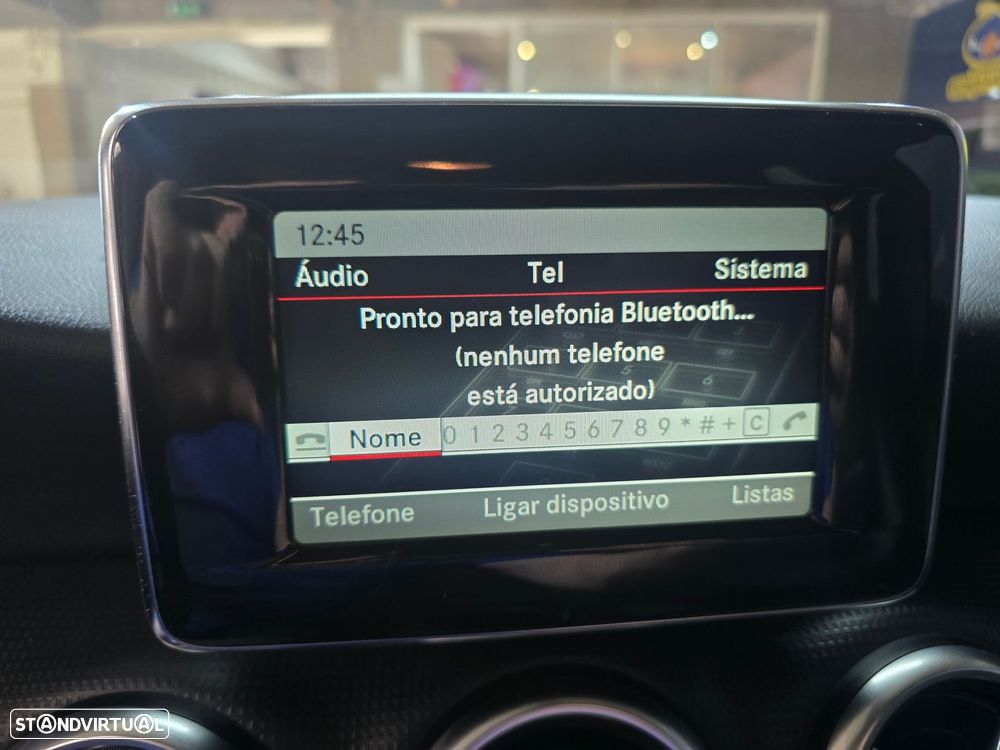 12:45
Áudio Tel Sistema
Pronto para telefonia Bluetooth...
(nenhum telefone
está autorizado)
Nome 0 1 2 3 4 5 6 7 8 9 * # + C
Telefone Ligar dispositivo Listas
STANDVIRTUAL